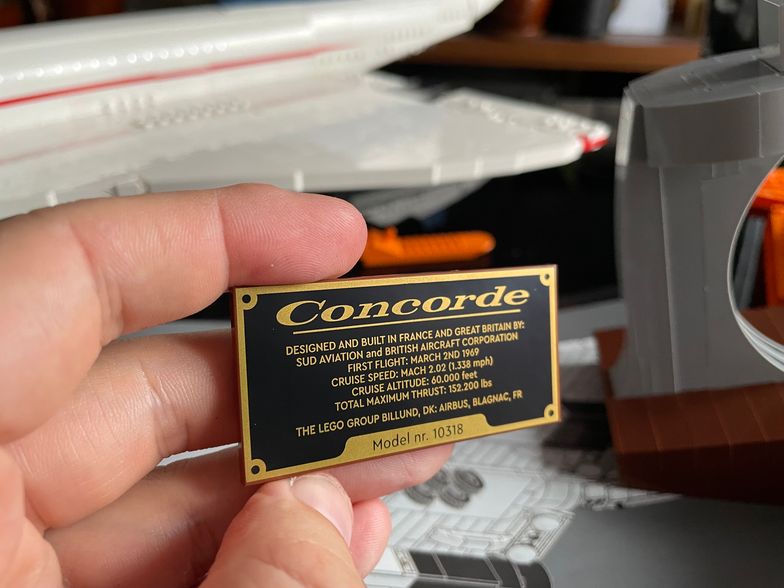 Concorde
DESIGNED AND BUILT IN FRANCE AND GREAT BRITAIN BY:
SUD AVIATION and BRITISH AIRCRAFT CORPORATION
FIRST FLIGHT: MARCH 2ND 1969
CRUISE SPEED: MACH 2.02 (1.338 mph)
CRUISE ALTITUDE: 60.000 feet
TOTAL MAXIMUM THRUST: 152.200 lbs
THE LEGO GROUP BILLUND, DK: AIRBUS, BLAGNAC, FR
Model nr. 10318